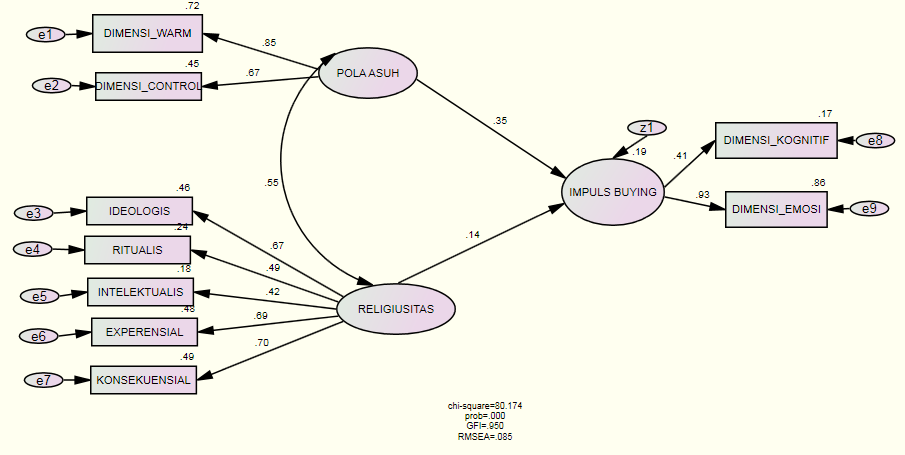 .72
e1
DIMENSI_WARM
.85
.45
e2
DIMENSI_CONTROL
.67
POLA ASUH
.35
z1
.19
IMPULS BUYING
.17
DIMENSI_KOGNITIF
e8
.41
.93
.86
DIMENSI_EMOSI
e9
.55
.14
.46
e3
IDEOLOGIS
.67
.24
e4
RITUALIS
.49
.18
e5
INTELEKTUALIS
.42
RELIGIUSITAS
.48
e6
EXPERENSIAL
.69
.49
e7
KONSEKUENSIAL
.70
chi-square=80.174
prob=.000
GFI=.950
RMSEA=.085